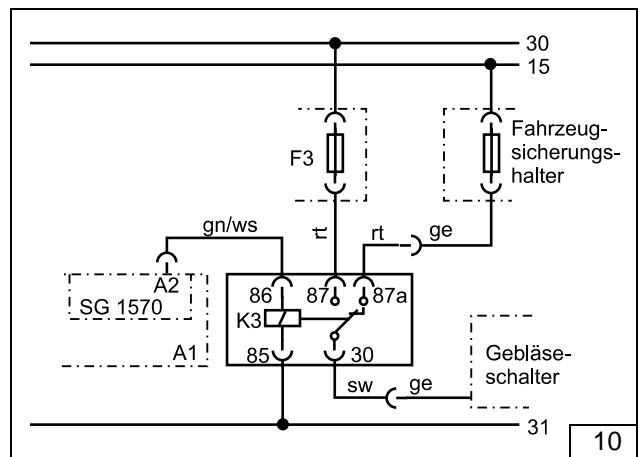 30
15
F3
Fahrzeug-
sicherungs-
halter
gn/ws
rt
rt
ge
A2
SG 1570
A1
86
87
87a
K3
85
30
Gebläse-
schalter
sw
ge
31
10